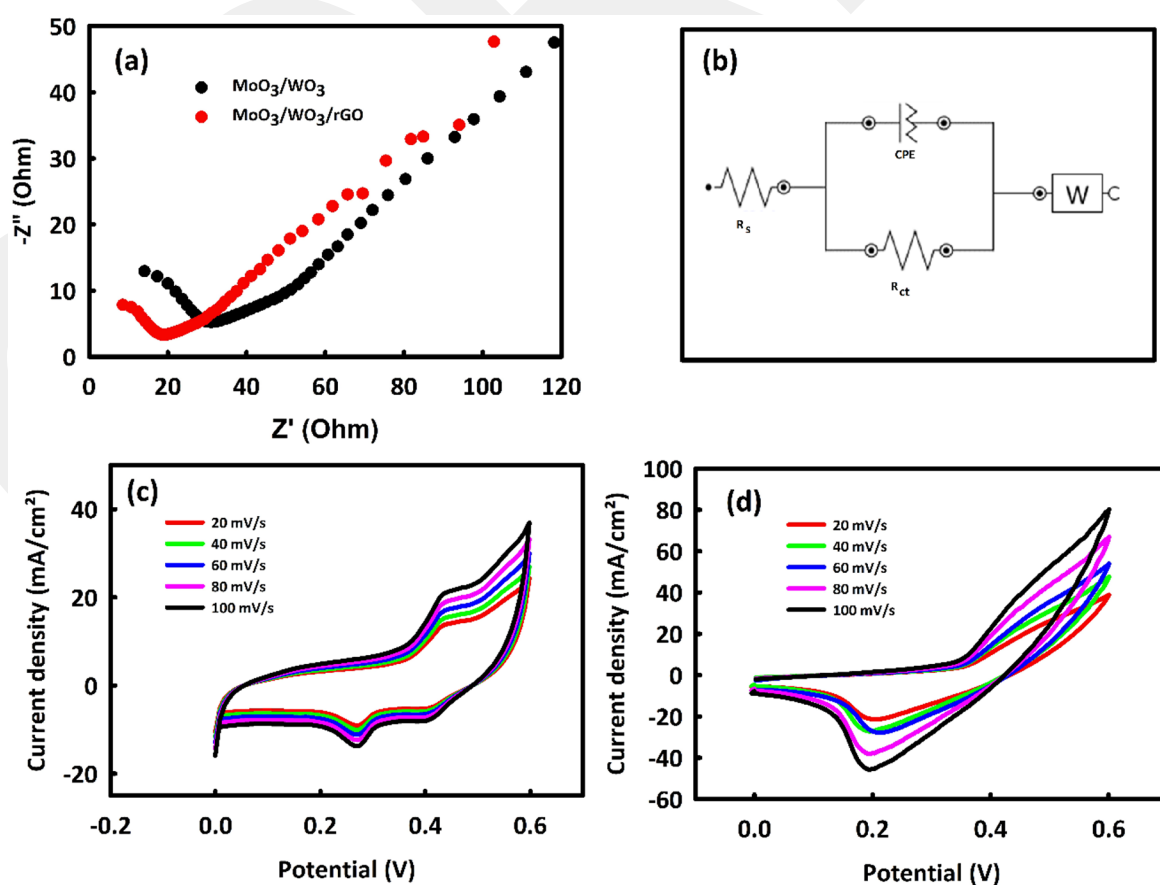 (a)
MoO₃/WO₃
MoO₃/WO₃/rGO
-Z" (Ohm)
50
40
30
20
10
0
0 20 40 60 80 100 120
Z' (Ohm)
(b)
CPE
Rs
Rct
W
(c)
20 mV/s
40 mV/s
60 mV/s
80 mV/s
100 mV/s
Current density (mA/cm²)
40
20
0
-20
-0.2 0.0 0.2 0.4 0.6
Potential (V)
(d)
20 mV/s
40 mV/s
60 mV/s
80 mV/s
100 mV/s
Current density (mA/cm²)
100
80
60
40
20
0
-20
-40
-60
0.0 0.2 0.4 0.6
Potential (V)